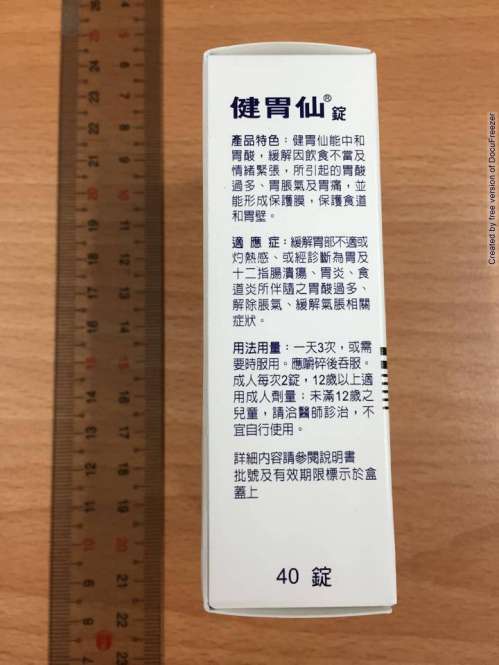 健胃仙®錠
產品特色：健胃仙能中和
胃酸，緩解因飲食不當及
情緒緊張，所引起的胃酸
過多、胃脹氣及胃痛，並
能形成保護膜，保護食道
和胃壁。
適應症：緩解胃部不適或
灼熱感、或經診斷為胃及
十二指腸潰瘍、胃炎、食
道炎所伴隨之胃酸過多、
解除脹氣、緩解氣脹相關
症狀。
用法用量：一天3次，或需
要時服用。應嚼碎後吞服。
成人每次2錠，12歲以上適
用成人劑量；未滿12歲之
兒童，請洽醫師診治，不
宜自行使用。
詳細內容請參閱說明書
批號及有效期限標示於盒
蓋上
40 錠
Created by free version of DocuFreezer